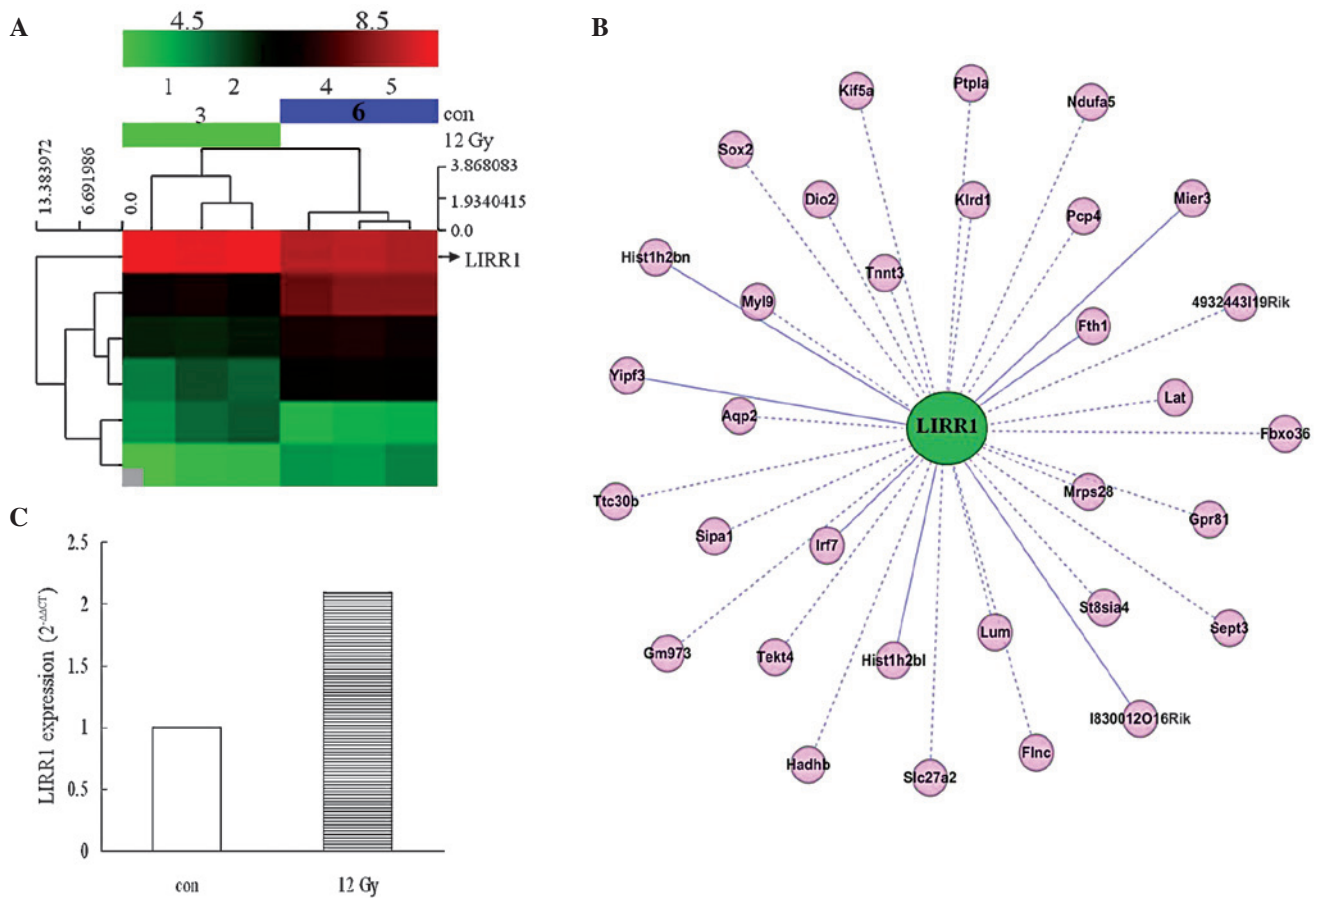 A
4.5 8.5
1 2 4 5
3 6 con
12 Gy
13.383972
6.691986
0.0
3.868083
1.9340415
0.0
LIRR1
B
Ptpla
Kif5a
Ndufa5
Sox2
Dio2
Klrd1
Mier3
Pcp4
Hist1h2bn
Tnnt3
Myl9
4932443I19Rik
Fth1
Yipf3
Lat
Aqp2
LIRR1
Fbxo36
Mrps28
Ttc30b
Gpr81
Sipa1
Irf7
St8sia4
Sept3
Lum
Gm973
Tekt4
Hist1h2bl
I830012O16Rik
Flnc
Hadhb
Slc27a2
C
LIRR1 expression (2-ΔΔCT)
2.5
2
1.5
1
0.5
0
con 12 Gy